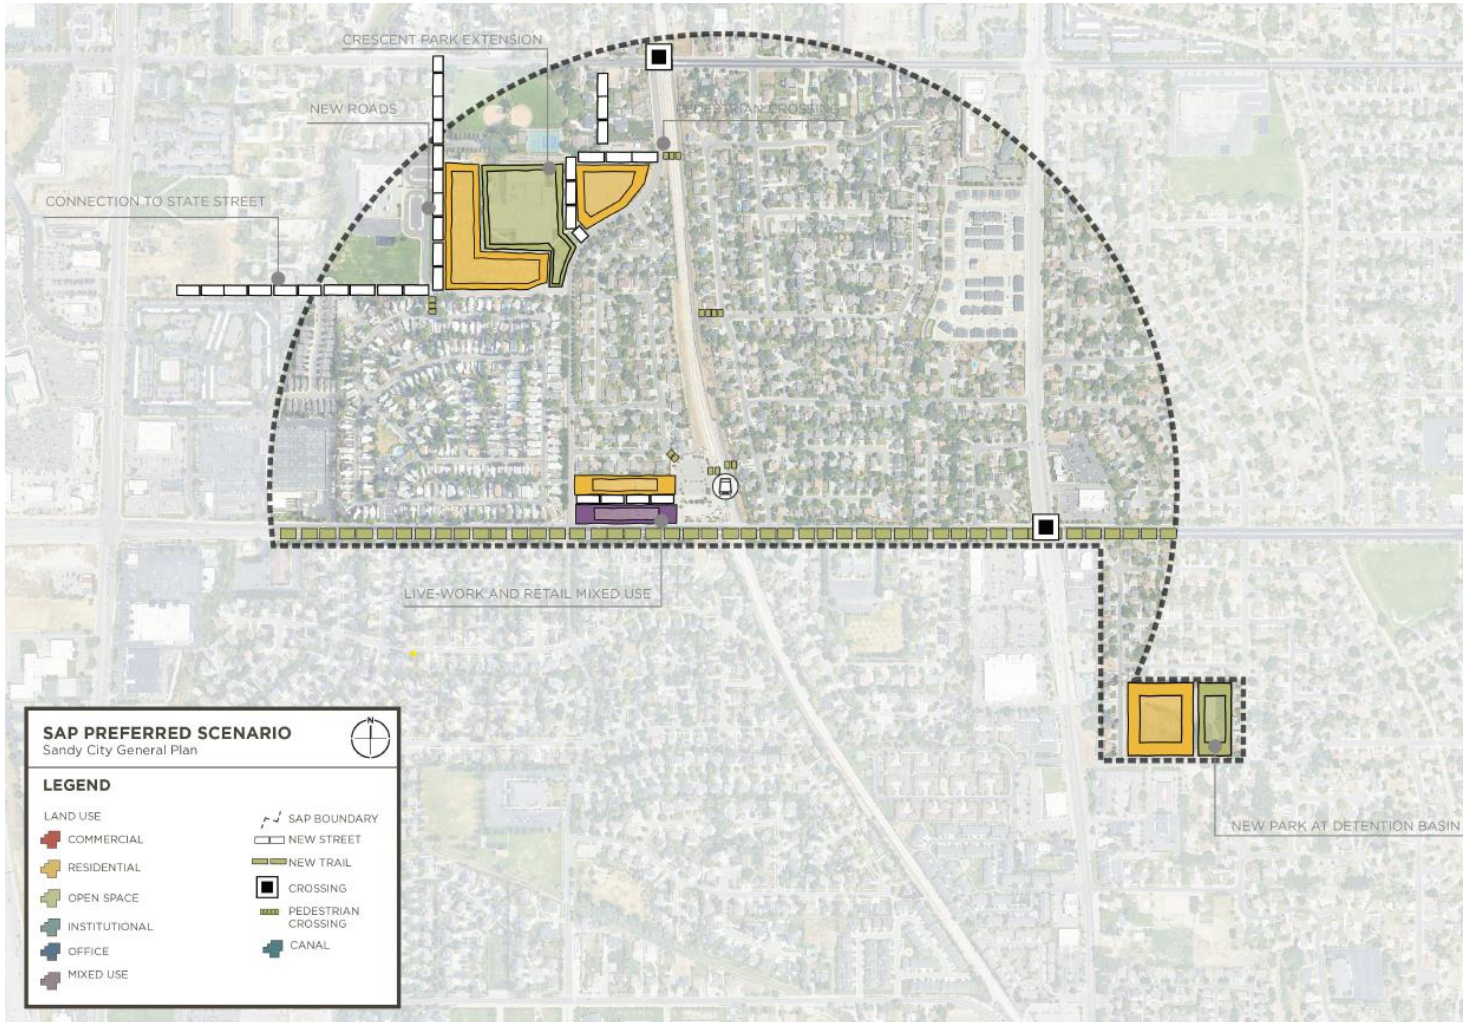 CRESCENT PARK EXTENSION
NEW ROADS
PEDESTRIAN CROSSING
CONNECTION TO STATE STREET
LIVE-WORK AND RETAIL MIXED USE
NEW PARK AT DETENTION BASIN
SAP PREFERRED SCENARIO
Sandy City General Plan
N
LEGEND
LAND USE
COMMERCIAL
RESIDENTIAL
OPEN SPACE
INSTITUTIONAL
OFFICE
MIXED USE
SAP BOUNDARY
NEW STREET
NEW TRAIL
CROSSING
PEDESTRIAN
CROSSING
CANAL